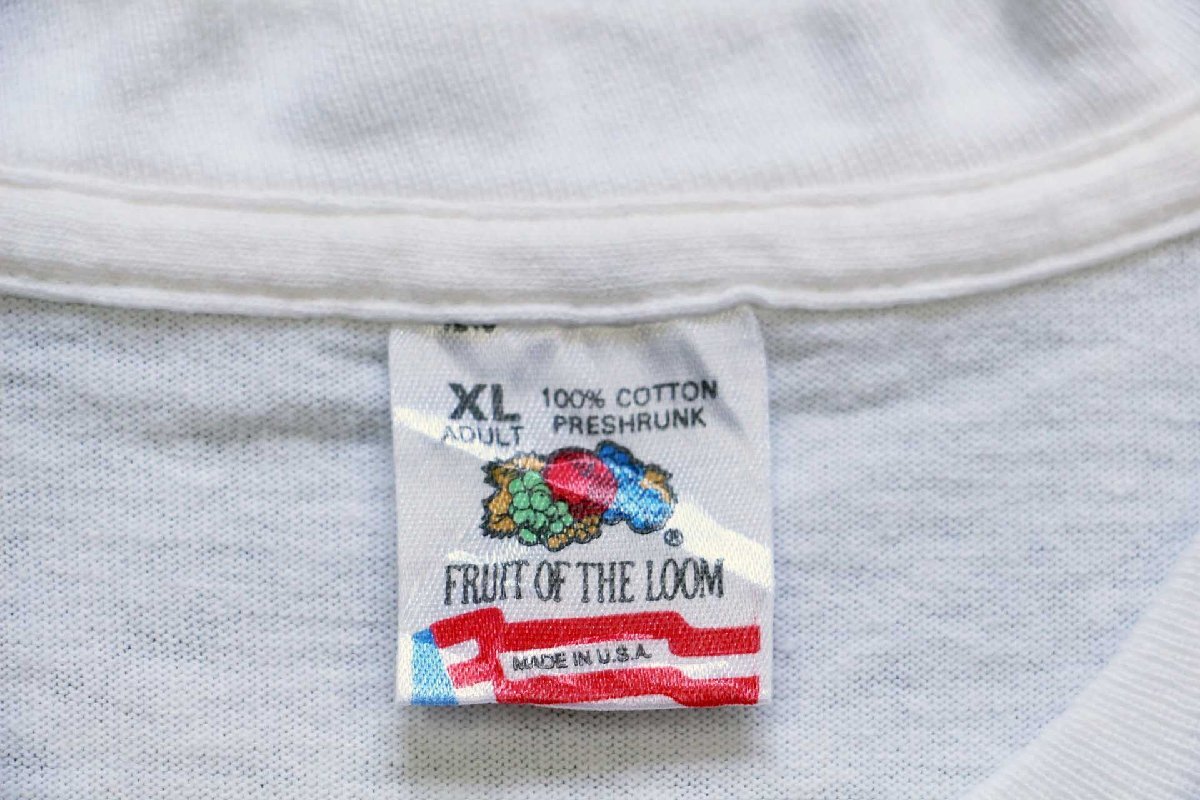 XL 100% COTTON
ADULT PRESHRUNK
®
FRUIT OF THE LOOM
MADE IN U.S.A.